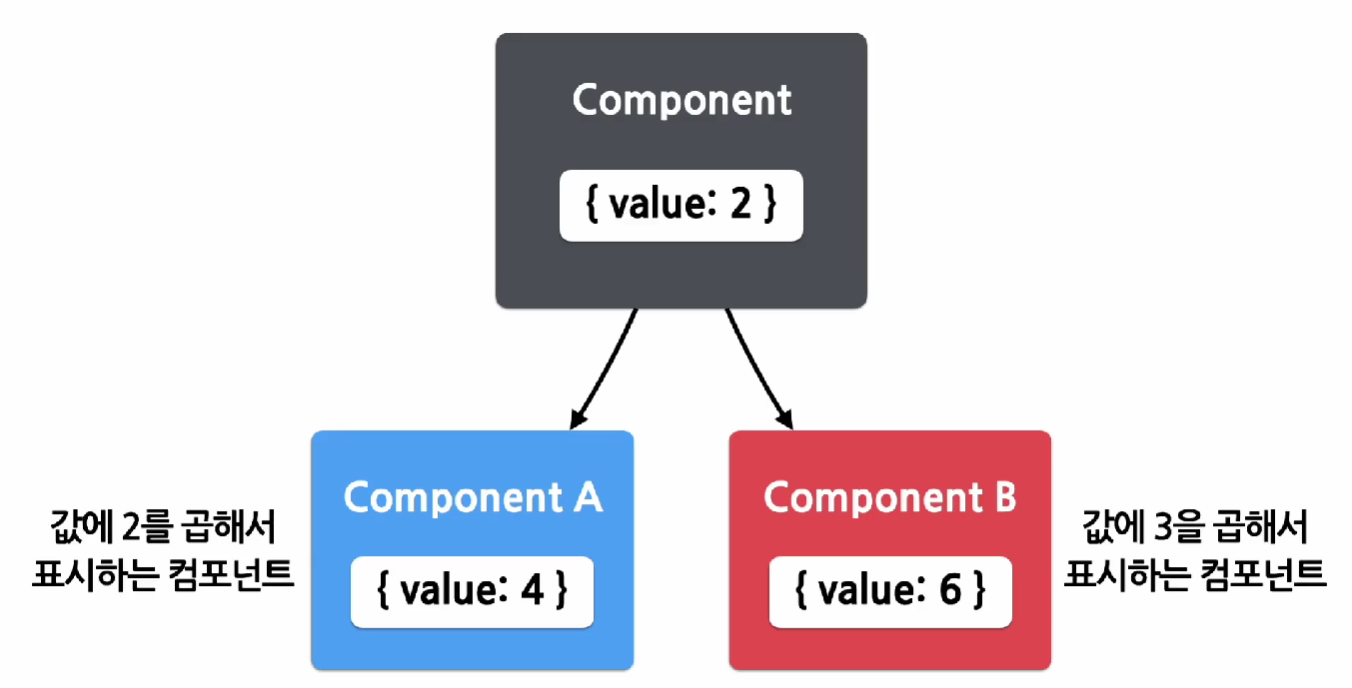 Component
{ value: 2 }
Component A
{ value: 4 }
값에 2를 곱해서
표시하는 컴포넌트
Component B
{ value: 6 }
값에 3을 곱해서
표시하는 컴포넌트